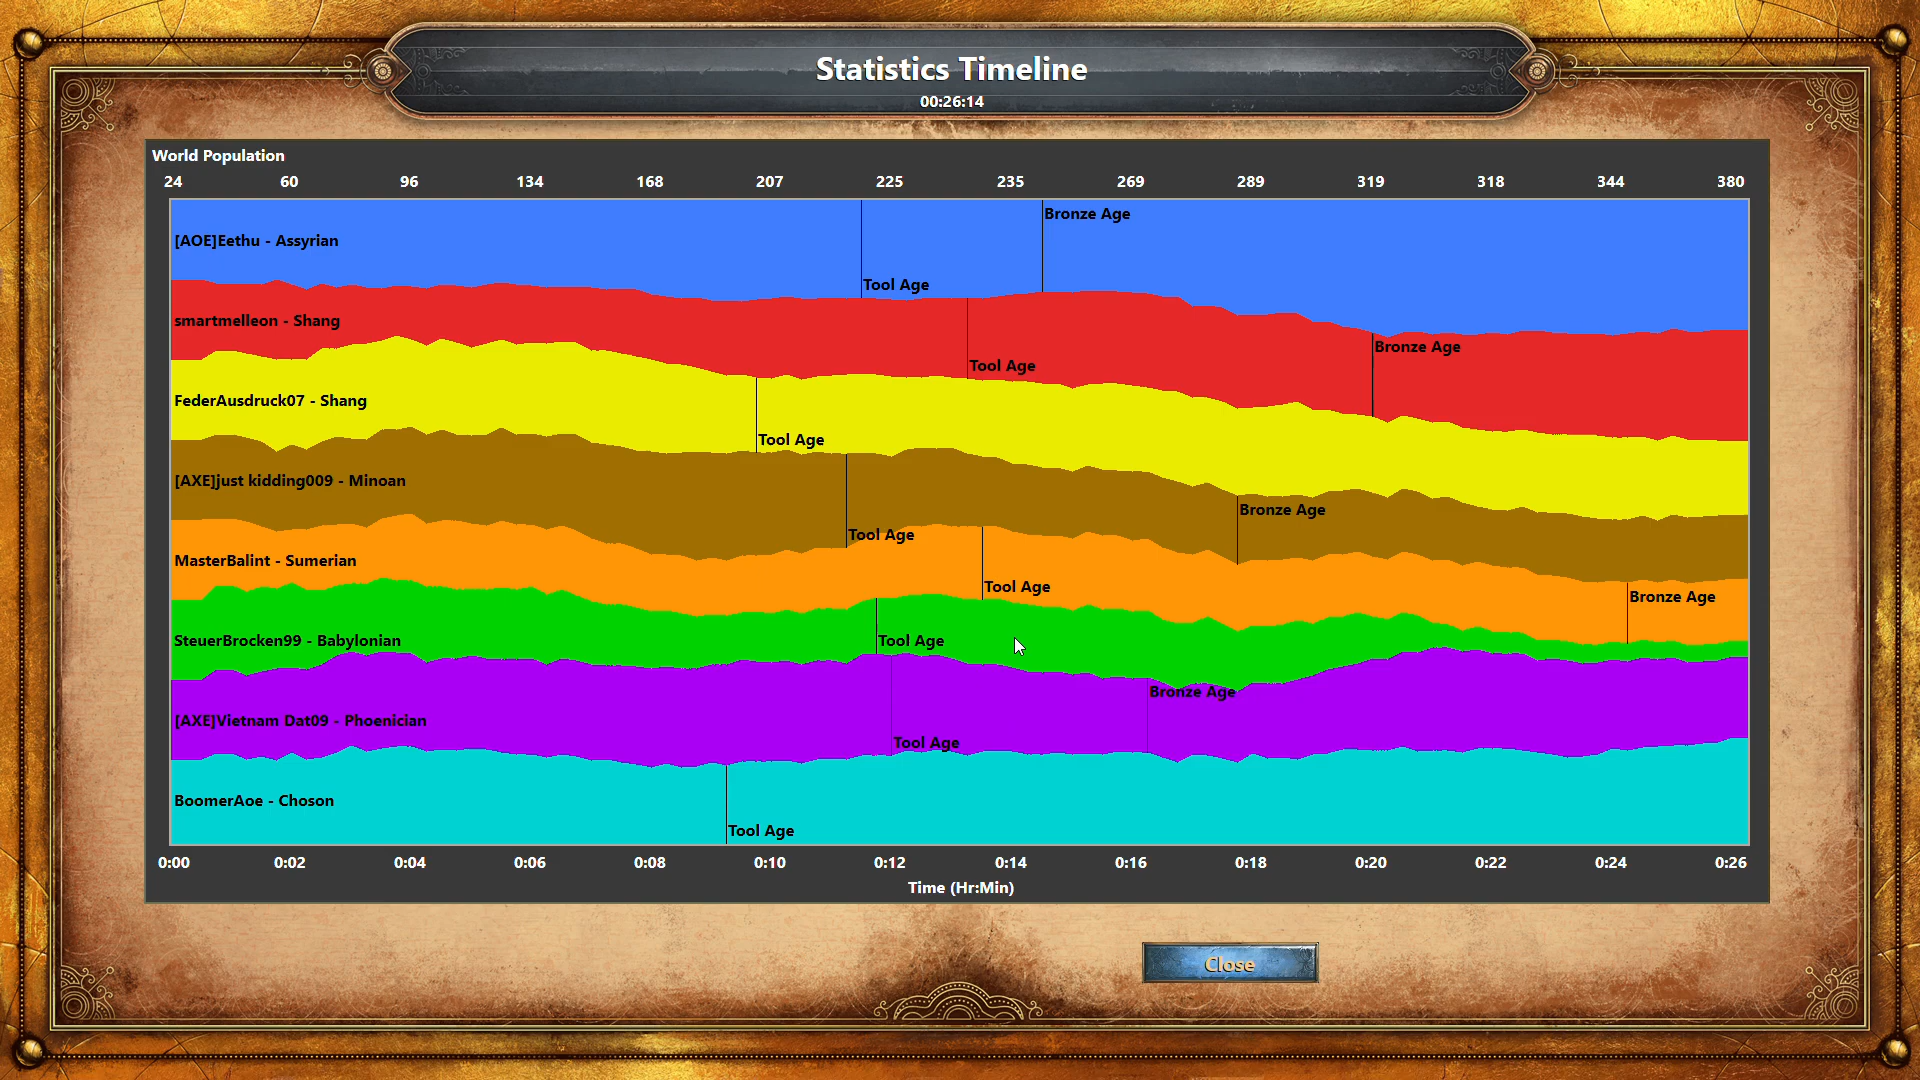 Statistics Timeline
00:26:14
World Population
24 60 96 134 168 207 225 235 269 289 319 318 344 380
Bronze Age
[AOE]Eethu - Assyrian
Tool Age
smartmelleon - Shang
Bronze Age
Tool Age
FederAusdruck07 - Shang
Tool Age
[AXE]just kidding009 - Minoan
Bronze Age
Tool Age
MasterBalint - Sumerian
Tool Age
Bronze Age
SteuerBrocken99 - Babylonian
Tool Age
Bronze Age
[AXE]Vietnam Dat09 - Phoenician
Tool Age
BoomerAoe - Choson
Tool Age
0:00 0:02 0:04 0:06 0:08 0:10 0:12 0:14 0:16 0:18 0:20 0:22 0:24 0:26
Time (Hr:Min)
Close